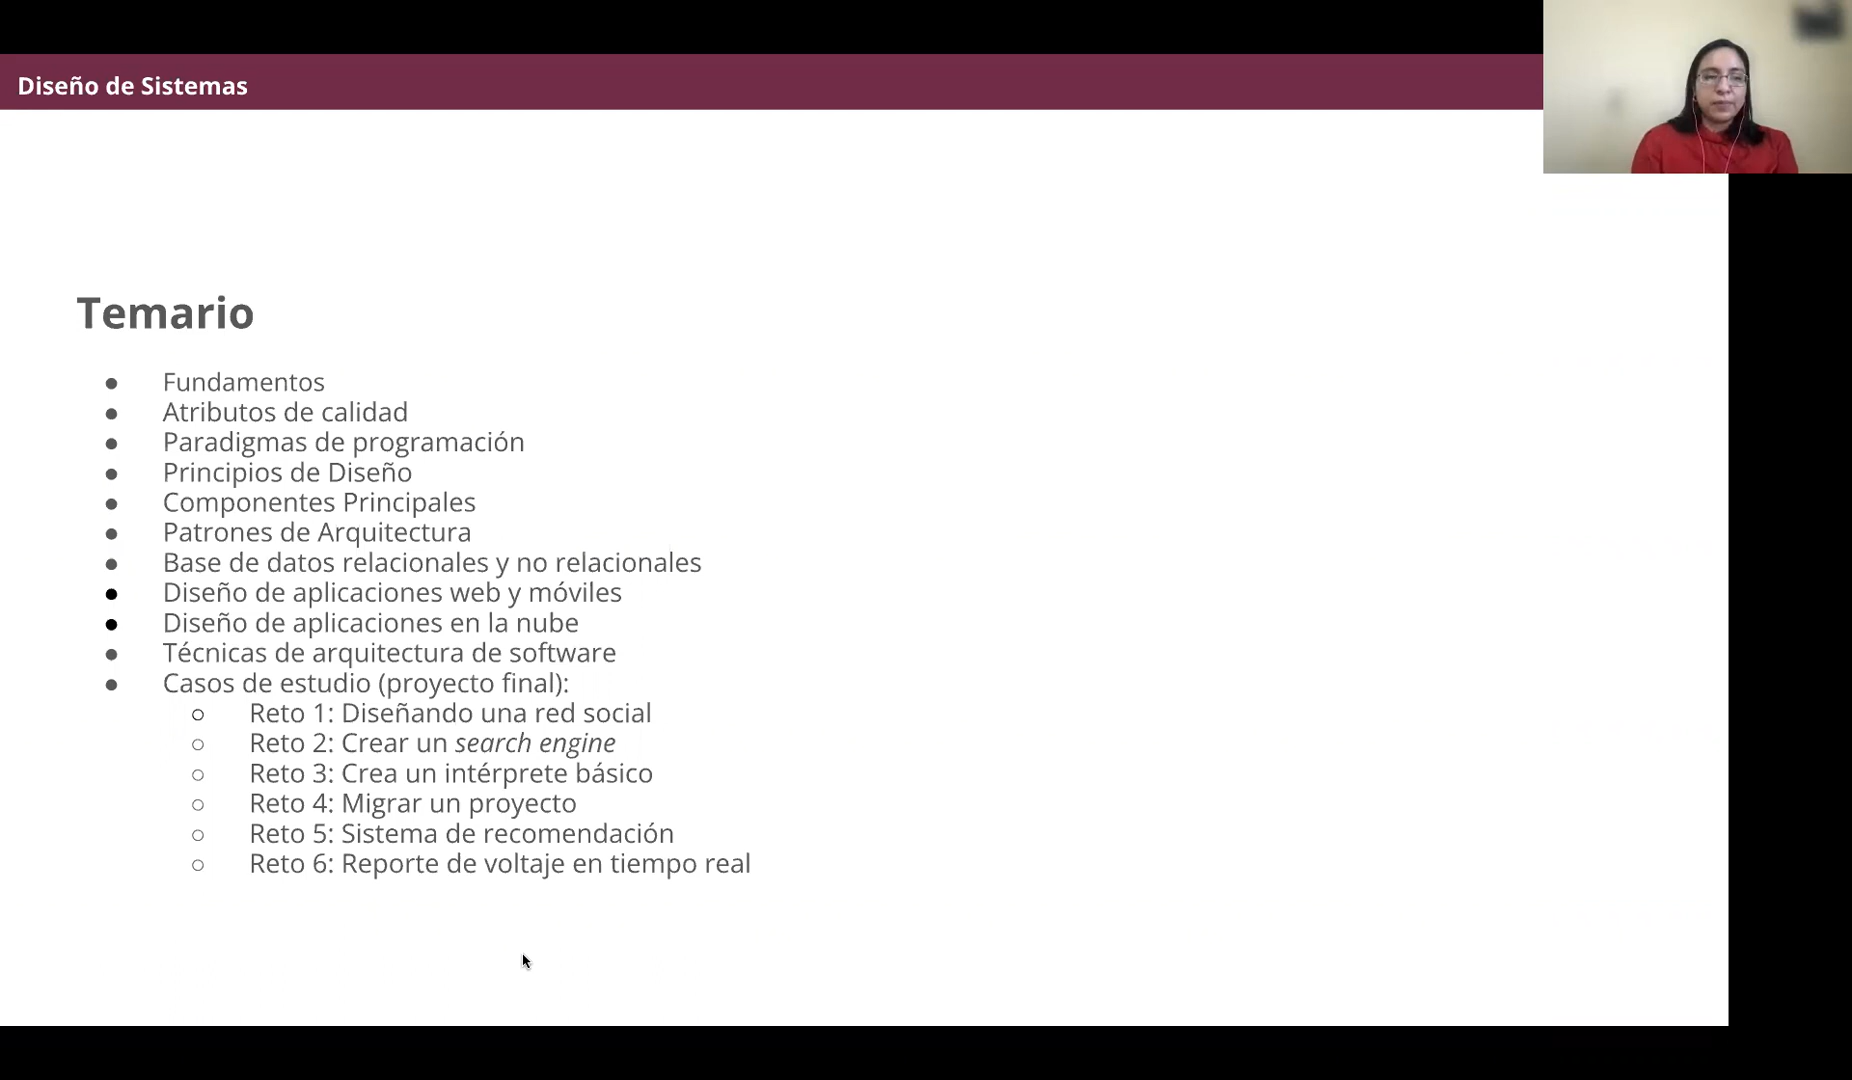 Diseño de Sistemas
Temario
● Fundamentos
● Atributos de calidad
● Paradigmas de programación
● Principios de Diseño
● Componentes Principales
● Patrones de Arquitectura
● Base de datos relacionales y no relacionales
● Diseño de aplicaciones web y móviles
● Diseño de aplicaciones en la nube
● Técnicas de arquitectura de software
● Casos de estudio (proyecto final):
○ Reto 1: Diseñando una red social
○ Reto 2: Crear un search engine
○ Reto 3: Crea un intérprete básico
○ Reto 4: Migrar un proyecto
○ Reto 5: Sistema de recomendación
○ Reto 6: Reporte de voltaje en tiempo real